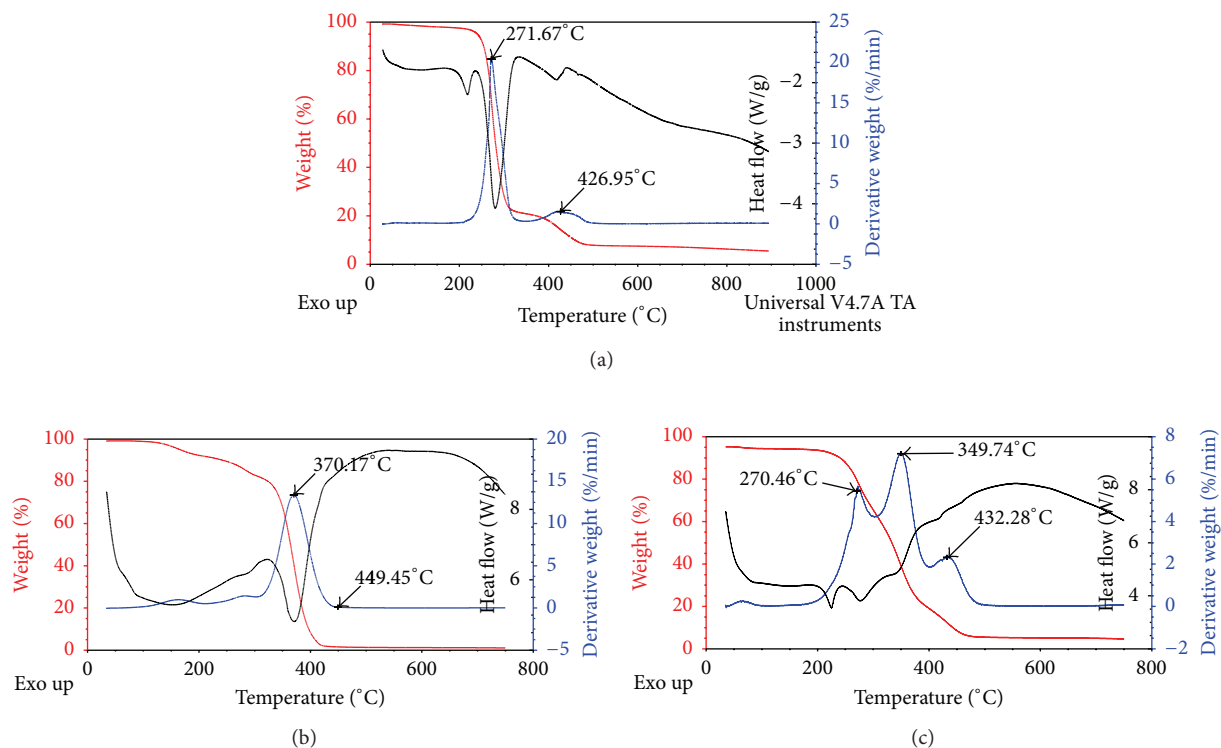 100
80
60
40
20
0
Weight (%)
271.67°C
426.95°C
−2
−3
−4
Heat flow (W/g)
25
20
15
10
5
0
−5
Derivative weight (%/min)
0
200
400
600
800
1000
Exo up
Temperature (°C)
Universal V4.7A TA
instruments
(a)
100
80
60
40
20
0
Weight (%)
370.17°C
449.45°C
8
6
Heat flow (W/g)
20
15
10
5
0
−5
Derivative weight (%/min)
0
200
400
600
800
Exo up
Temperature (°C)
(b)
100
80
60
40
20
0
Weight (%)
270.46°C
349.74°C
432.28°C
8
6
4
Heat flow (W/g)
8
6
4
2
0
−2
Derivative weight (%/min)
0
200
400
600
800
Exo up
Temperature (°C)
(c)